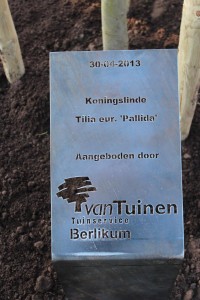 30-04-2013
Koningslinde
Tilia eur. 'Pallida'
Aangeboden door
vanTuinen
Tuinservice
Berlikum